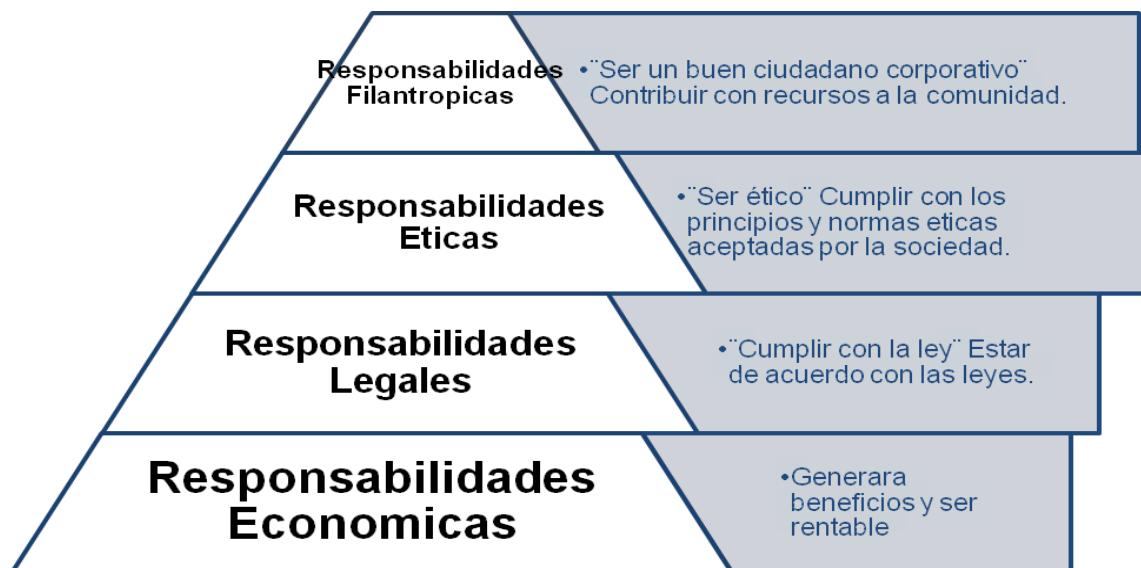 Responsabilidades
Filantropicas
•¨Ser un buen ciudadano corporativo¨
Contribuir con recursos a la comunidad.
Responsabilidades
Eticas
•¨Ser ético¨ Cumplir con los
principios y normas eticas
aceptadas por la sociedad.
Responsabilidades
Legales
•¨Cumplir con la ley¨ Estar
de acuerdo con las leyes.
Responsabilidades
Economicas
•Generara
beneficios y ser
rentable